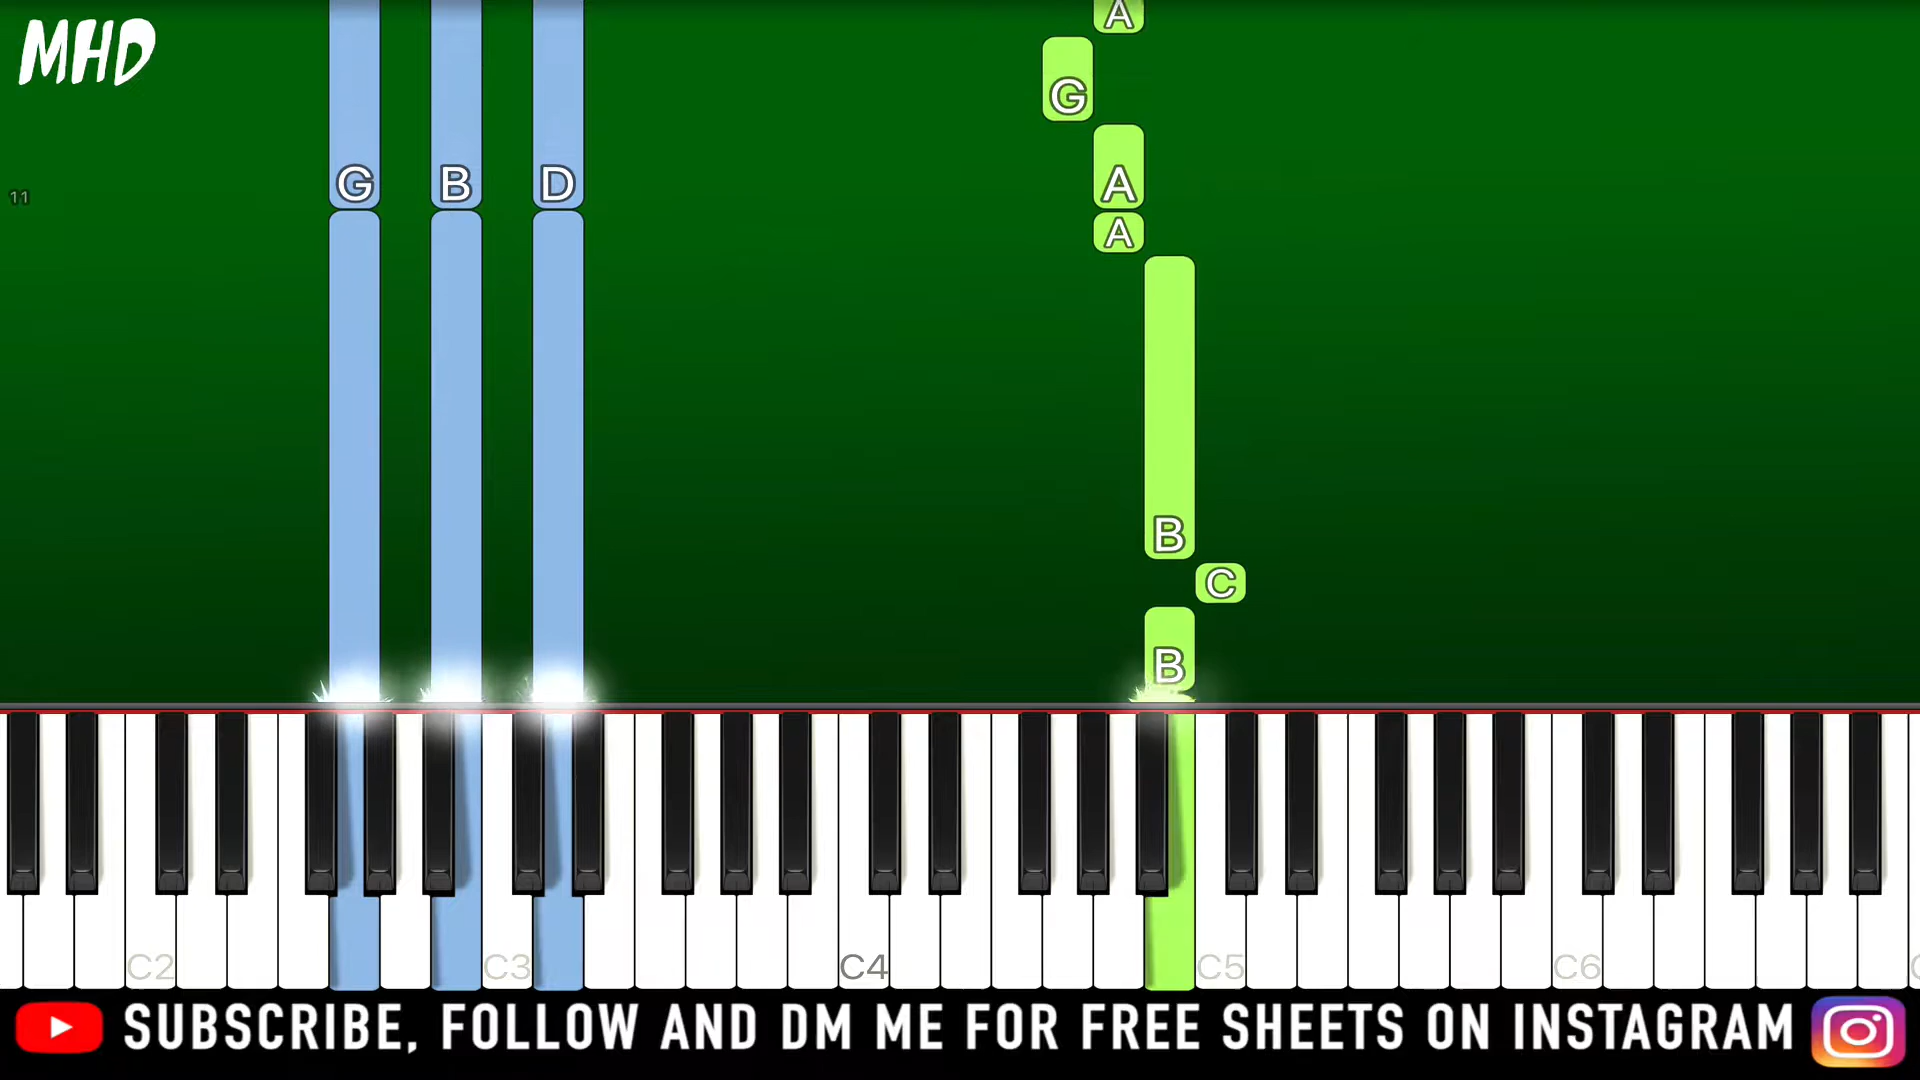 MHD
A
G
G B D A
11
A
B
C
B
C2 C3 C4 C5 C6
SUBSCRIBE, FOLLOW AND DM ME FOR FREE SHEETS ON INSTAGRAM